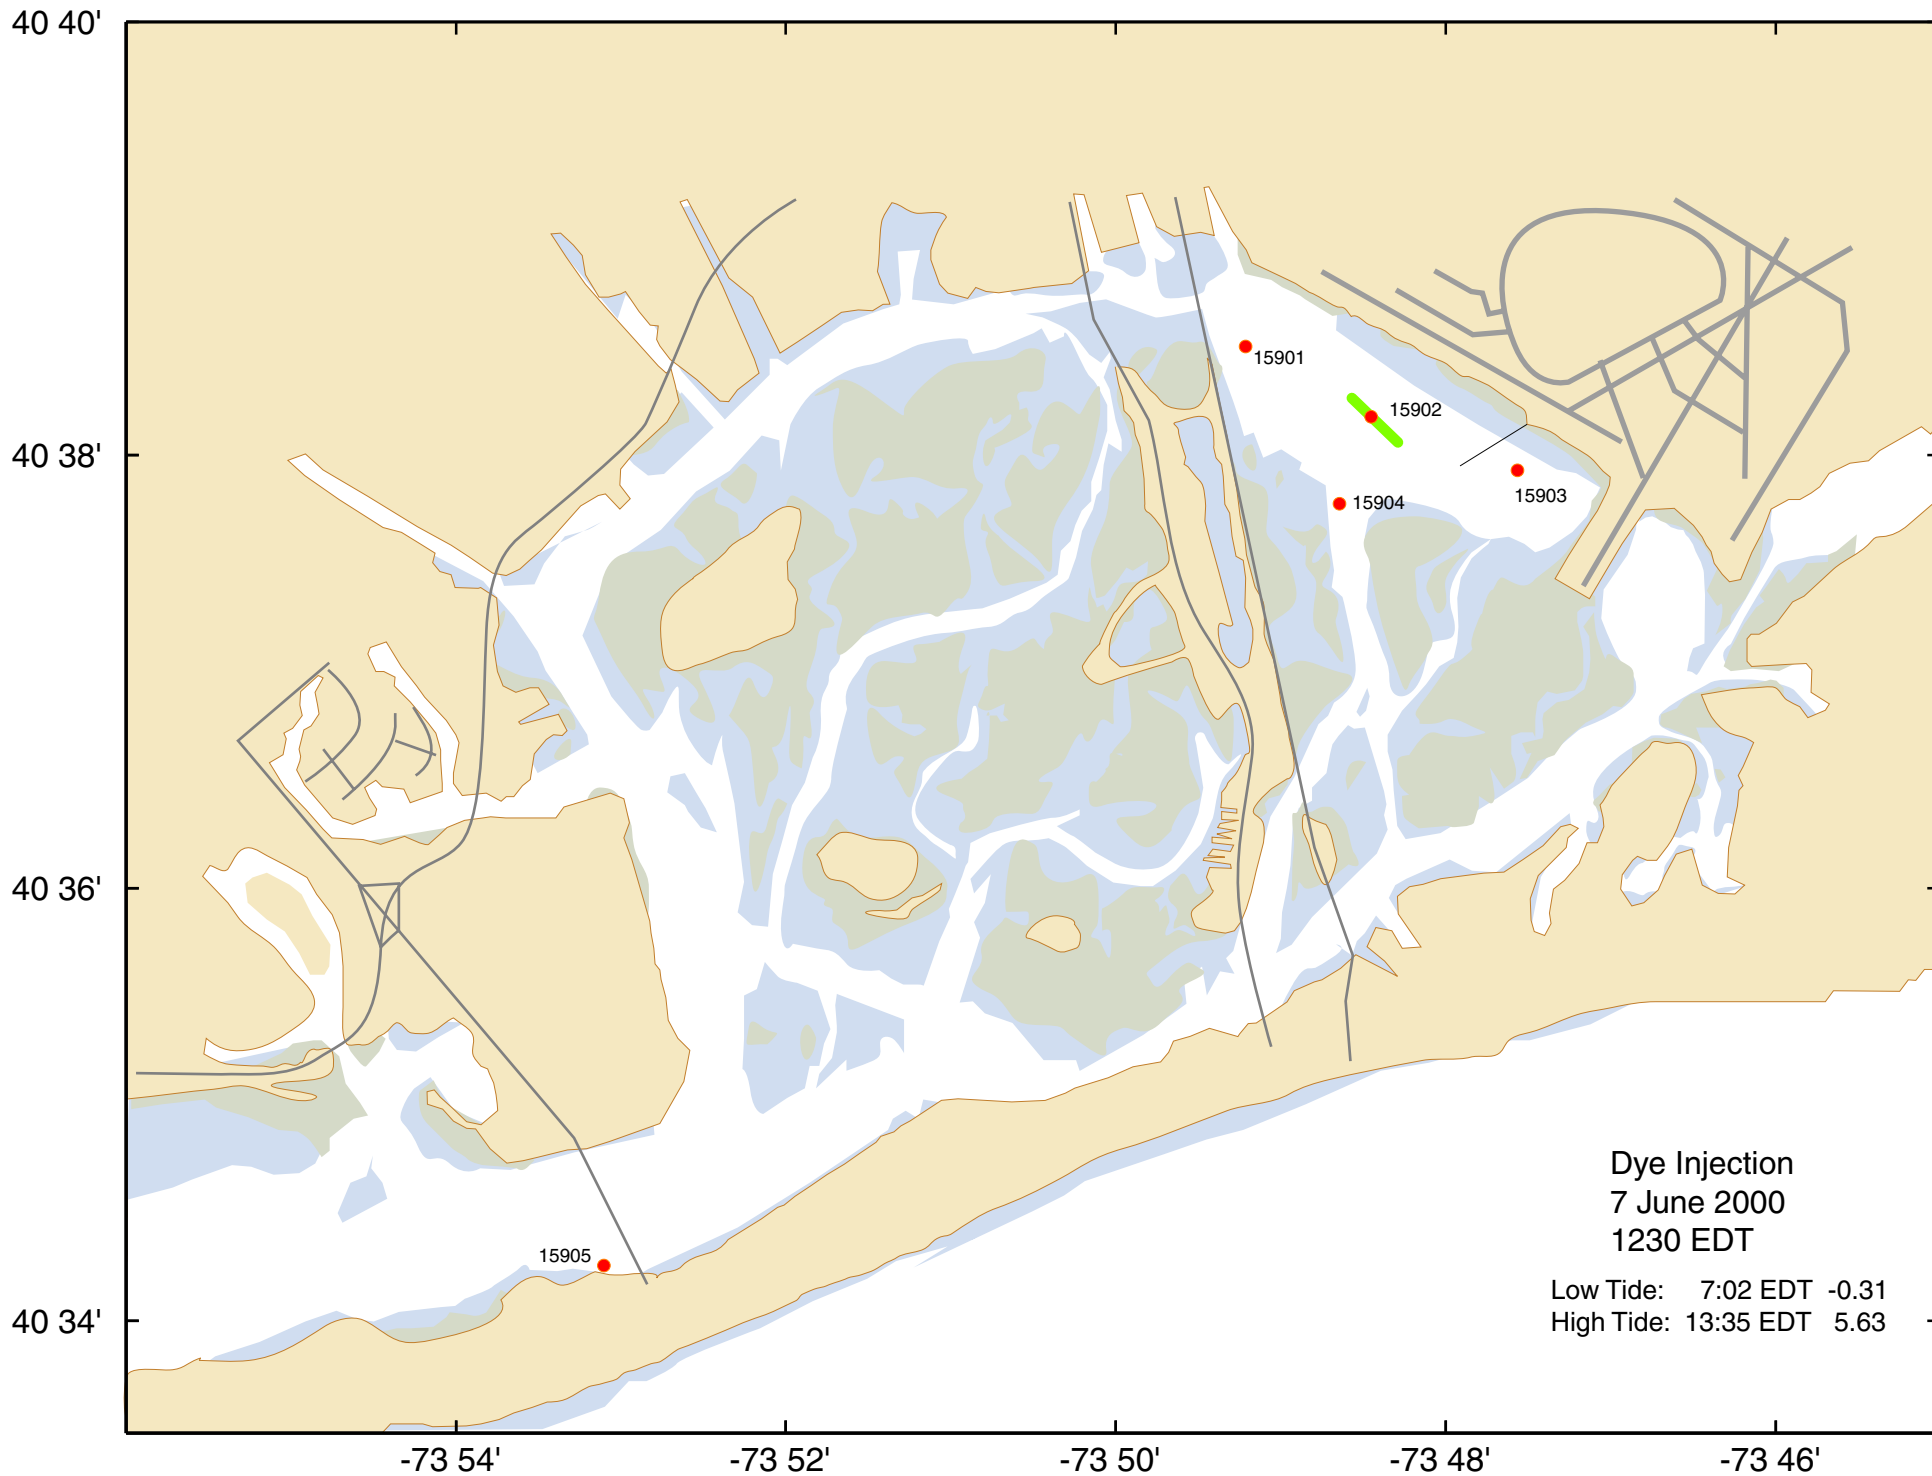 40 40'
15901
15902
40 38'
15903
15904
40 36'
Dye Injection
7 June 2000
1230 EDT
15905
Low Tide: 7:02 EDT -0.31
High Tide: 13:35 EDT 5.63
40 34'
-73 54'
-73 52'
-73 50'
-73 48'
-73 46'